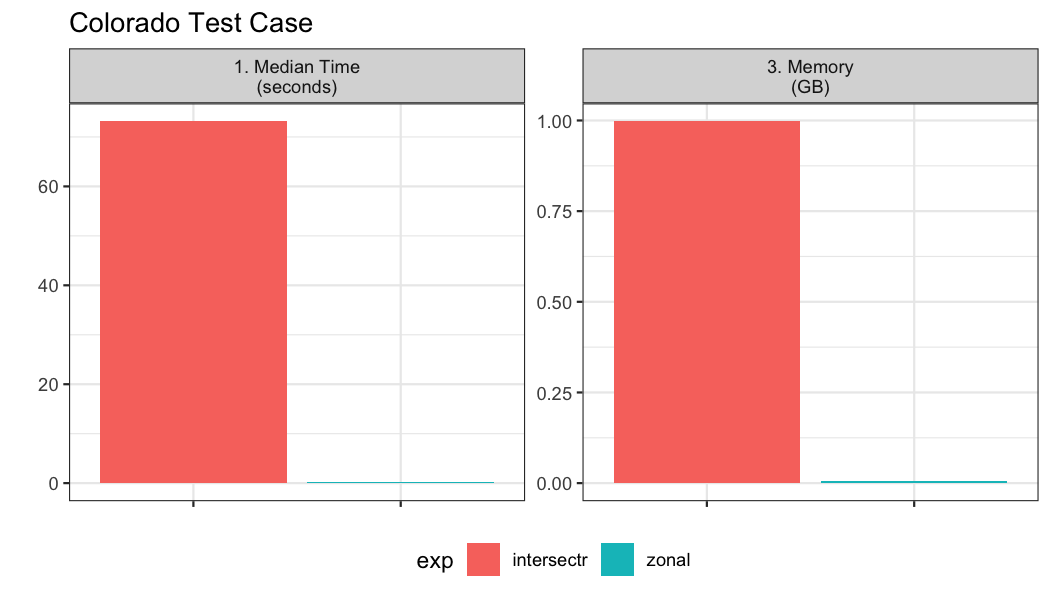 Colorado Test Case
1. Median Time
(seconds)
3. Memory
(GB)
60
40
20
0
1.00
0.75
0.50
0.25
0.00
exp intersectr zonal